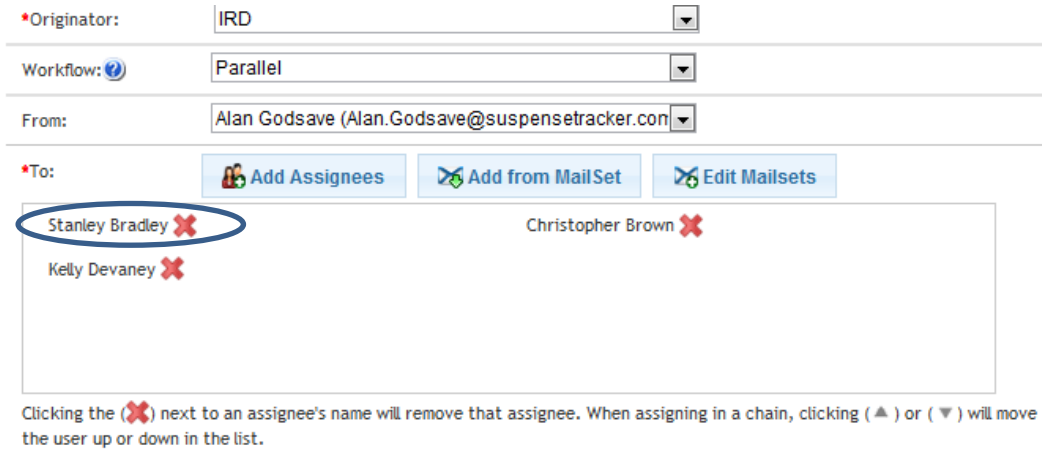 *Originator: IRD
Workflow: Parallel
From: Alan Godsave (Alan.Godsave@suspensetracker.com
*To: Add Assignees Add from MailSet Edit Mailsets
Stanley Bradley Christopher Brown
Kelly Devaney
Clicking the (✖) next to an assignee's name will remove that assignee. When assigning in a chain, clicking (▲) or (▼) will move
the user up or down in the list.